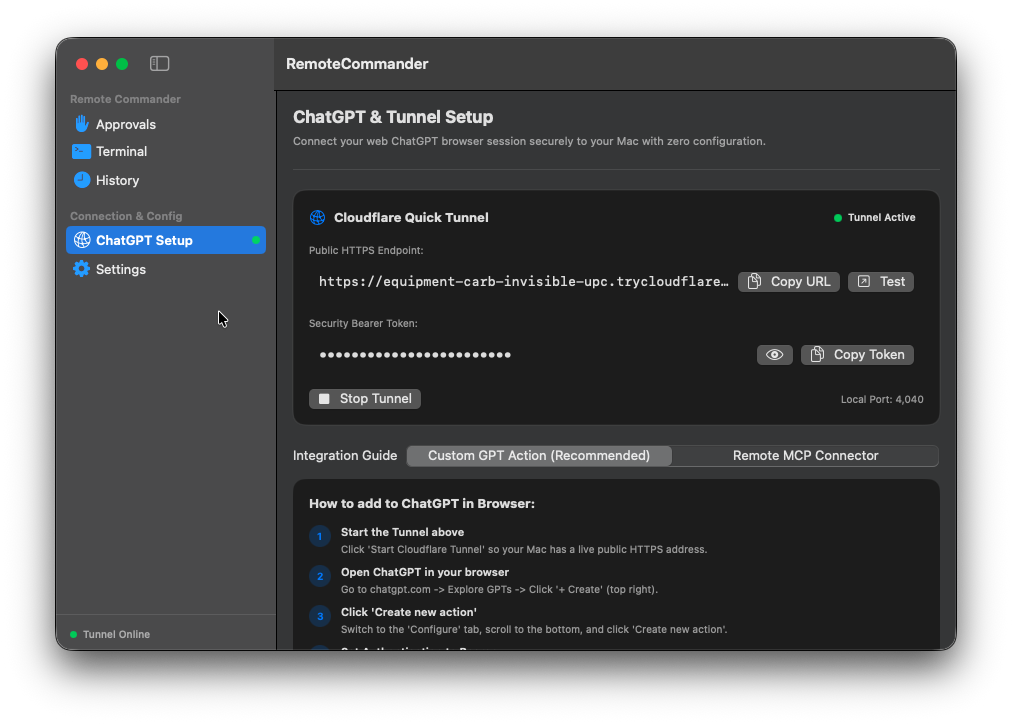 RemoteCommander
Remote Commander
Approvals
Terminal
History
Connection & Config
ChatGPT Setup
Settings
Tunnel Online
ChatGPT & Tunnel Setup
Connect your web ChatGPT browser session securely to your Mac with zero configuration.
Cloudflare Quick Tunnel
Tunnel Active
Public HTTPS Endpoint:
https://equipment-carb-invisible-upc.trycloudflare…
Copy URL
Test
Security Bearer Token:
••••••••••••••••••••••••
Copy Token
Stop Tunnel
Local Port: 4,040
Integration Guide
Custom GPT Action (Recommended)
Remote MCP Connector
How to add to ChatGPT in Browser:
1
Start the Tunnel above
Click 'Start Cloudflare Tunnel' so your Mac has a live public HTTPS address.
2
Open ChatGPT in your browser
Go to chatgpt.com -> Explore GPTs -> Click '+ Create' (top right).
3
Click 'Create new action'
Switch to the 'Configure' tab, scroll to the bottom, and click 'Create new action'.